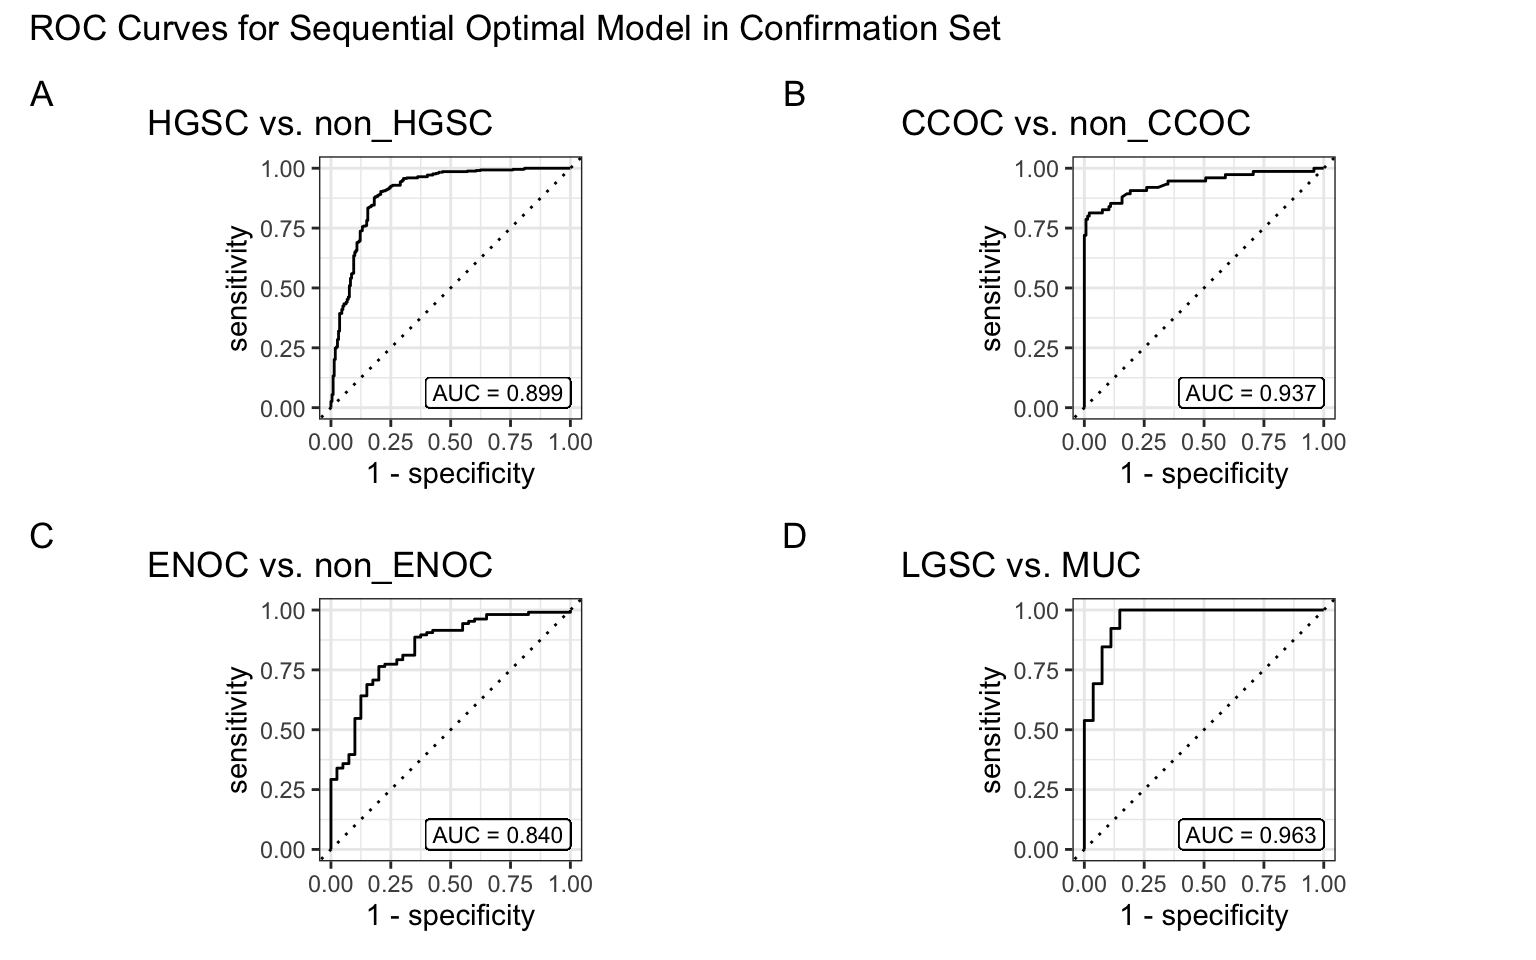 ROC Curves for Sequential Optimal Model in Confirmation Set
A
HGSC vs. non_HGSC
1.00
0.75
0.50
0.25
0.00
sensitivity
AUC = 0.899
0.00 0.25 0.50 0.75 1.00
1 - specificity
B
CCOC vs. non_CCOC
1.00
0.75
0.50
0.25
0.00
sensitivity
AUC = 0.937
0.00 0.25 0.50 0.75 1.00
1 - specificity
C
ENOC vs. non_ENOC
1.00
0.75
0.50
0.25
0.00
sensitivity
AUC = 0.840
0.00 0.25 0.50 0.75 1.00
1 - specificity
D
LGSC vs. MUC
1.00
0.75
0.50
0.25
0.00
sensitivity
AUC = 0.963
0.00 0.25 0.50 0.75 1.00
1 - specificity